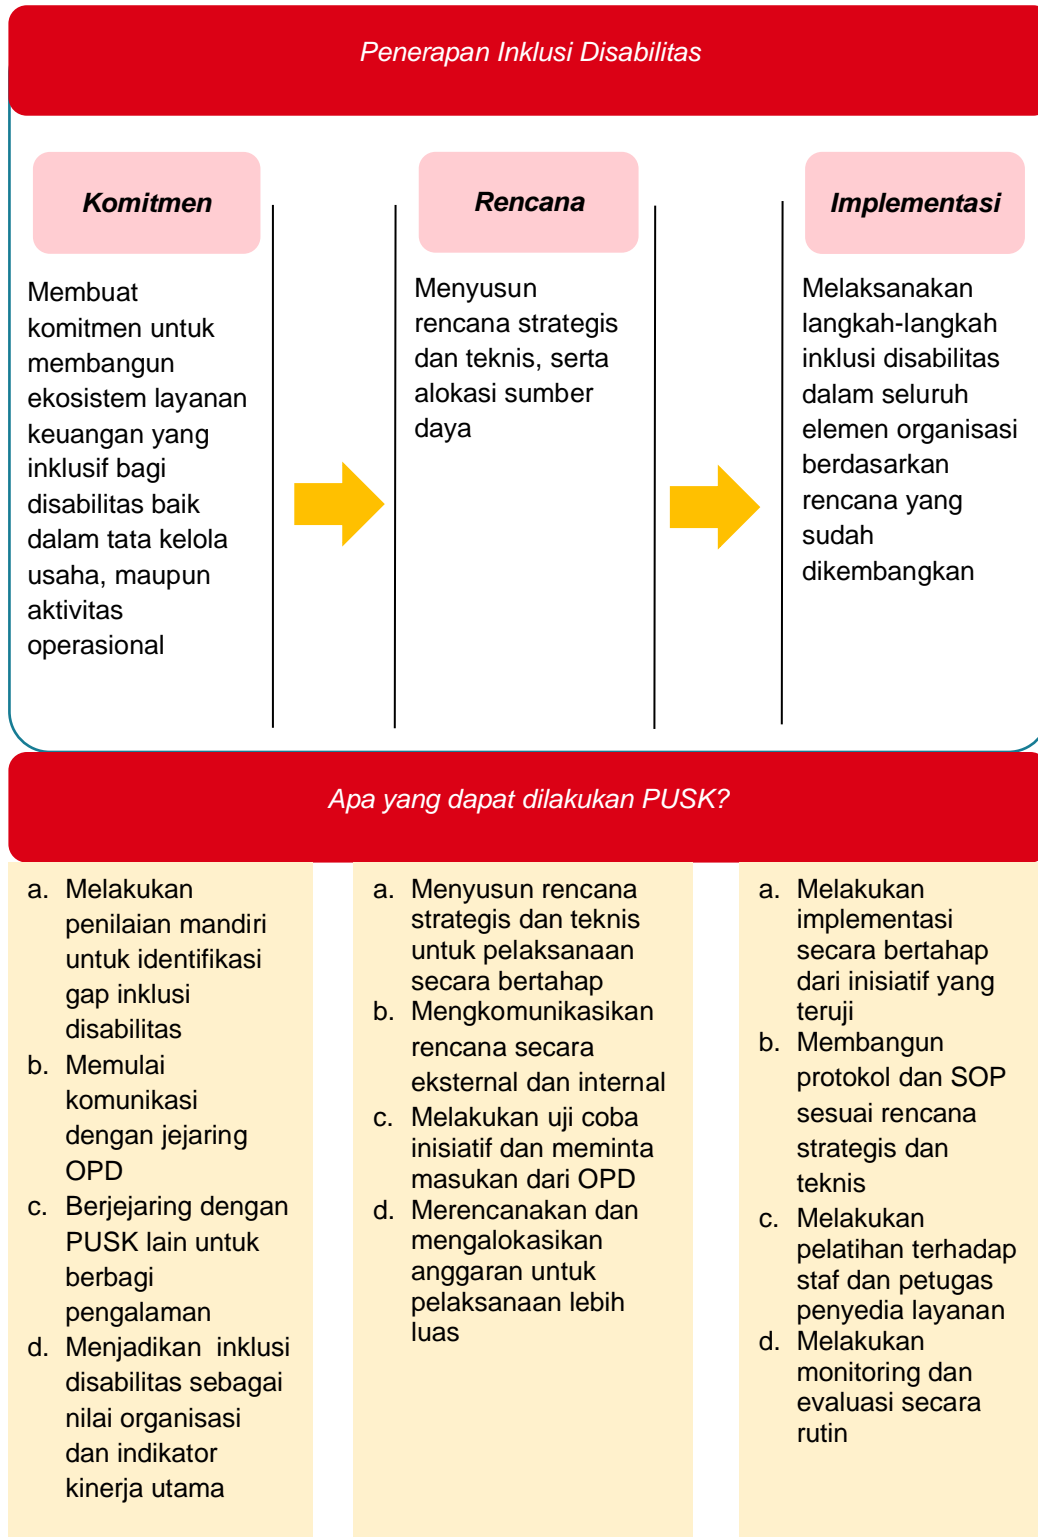 Penerapan Inklusi Disabilitas
Komitmen
Membuat
komitmen untuk
membangun
ekosistem layanan
keuangan yang
inklusif bagi
disabilitas baik
dalam tata kelola
usaha, maupun
aktivitas
operasional
Rencana
Menyusun
rencana strategis
dan teknis, serta
alokasi sumber
daya
Implementasi
Melaksanakan
langkah-langkah
inklusi disabilitas
dalam seluruh
elemen organisasi
berdasarkan
rencana yang
sudah
dikembangkan
Apa yang dapat dilakukan PUSK?
a. Melakukan
penilaian mandiri
untuk identifikasi
gap inklusi
disabilitas
b. Memulai
komunikasi
dengan jejaring
OPD
c. Berjejaring dengan
PUSK lain untuk
berbagi
pengalaman
d. Menjadikan inklusi
disabilitas sebagai
nilai organisasi
dan indikator
kinerja utama
a. Menyusun rencana
strategis dan teknis
untuk pelaksanaan
secara bertahap
b. Mengkomunikasikan
rencana secara
eksternal dan internal
c. Melakukan uji coba
inisiatif dan meminta
masukan dari OPD
d. Merencanakan dan
mengalokasikan
anggaran untuk
pelaksanaan lebih
luas
a. Melakukan
implementasi
secara bertahap
dari inisiatif yang
teruji
b. Membangun
protokol dan SOP
sesuai rencana
strategis dan
teknis
c. Melakukan
pelatihan terhadap
staf dan petugas
penyedia layanan
d. Melakukan
monitoring dan
evaluasi secara
rutin